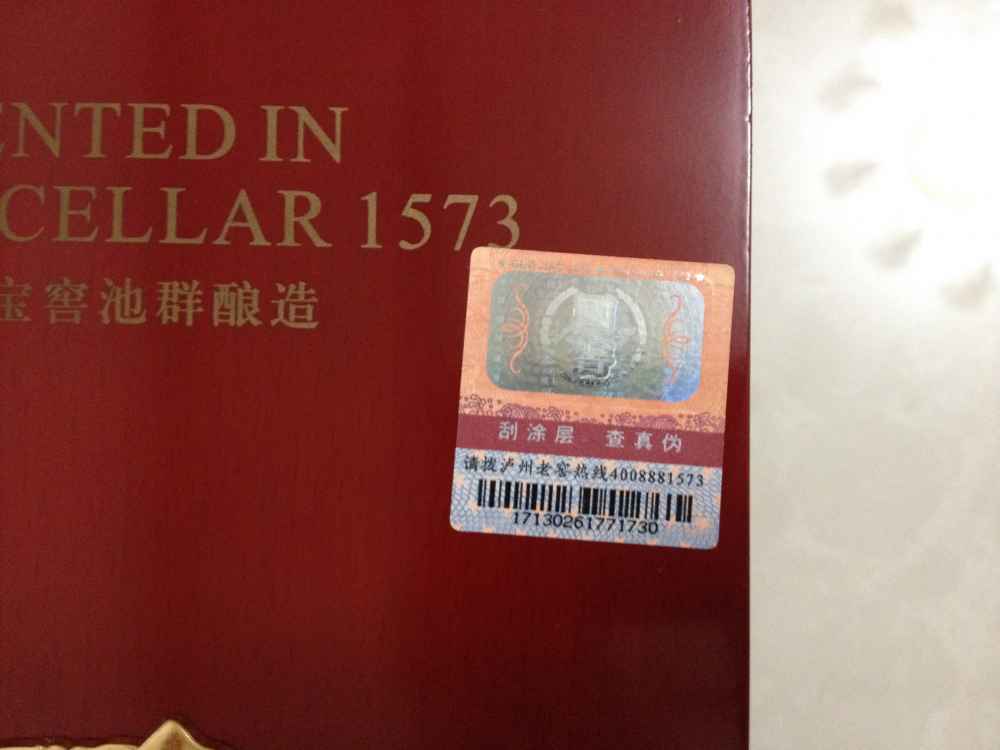 ENTED IN
CELLAR 1573
宝窖池群酿造
刮涂层 查真伪
请拨泸州老窖热线4008881573
17130261771730